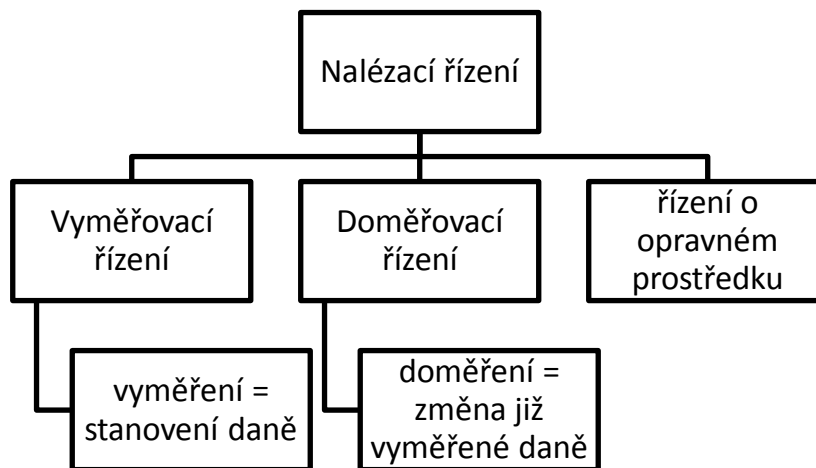 Nalézací řízení
Vyměřovací
řízení
Doměřovací
řízení
řízení o
opravném
prostředku
vyměření =
stanovení daně
doměření =
změna již
vyměřené daně